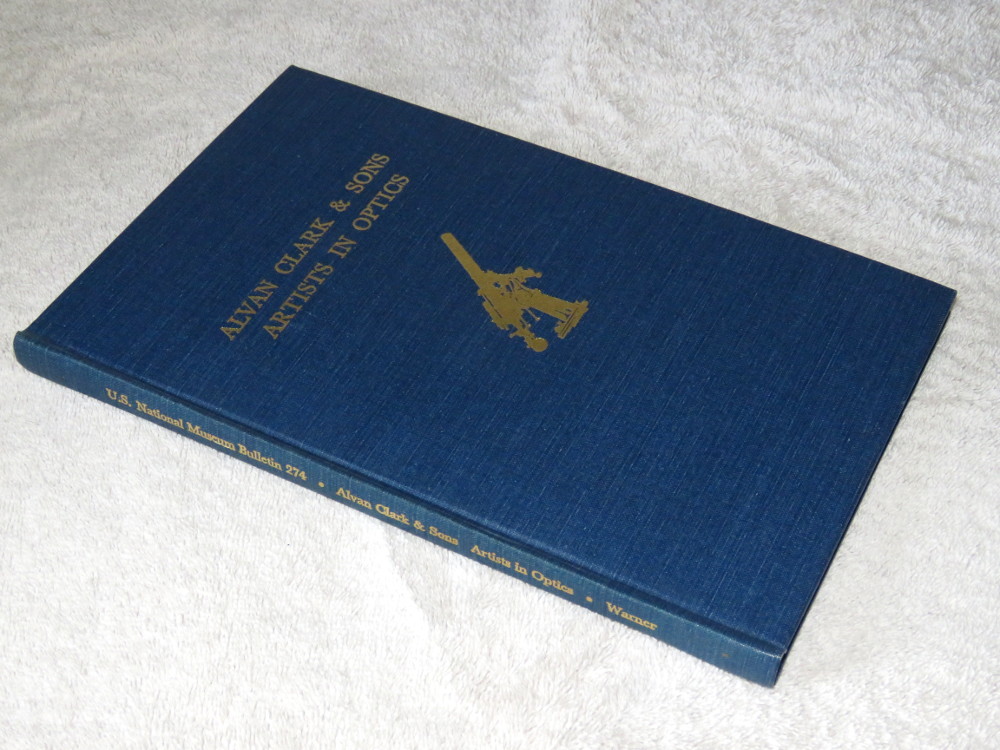 ALVAN CLARK & SONS
ARTISTS IN OPTICS
U.S. National Museum Bulletin 274 • Alvan Clark & Sons Artists in Optics • Warner